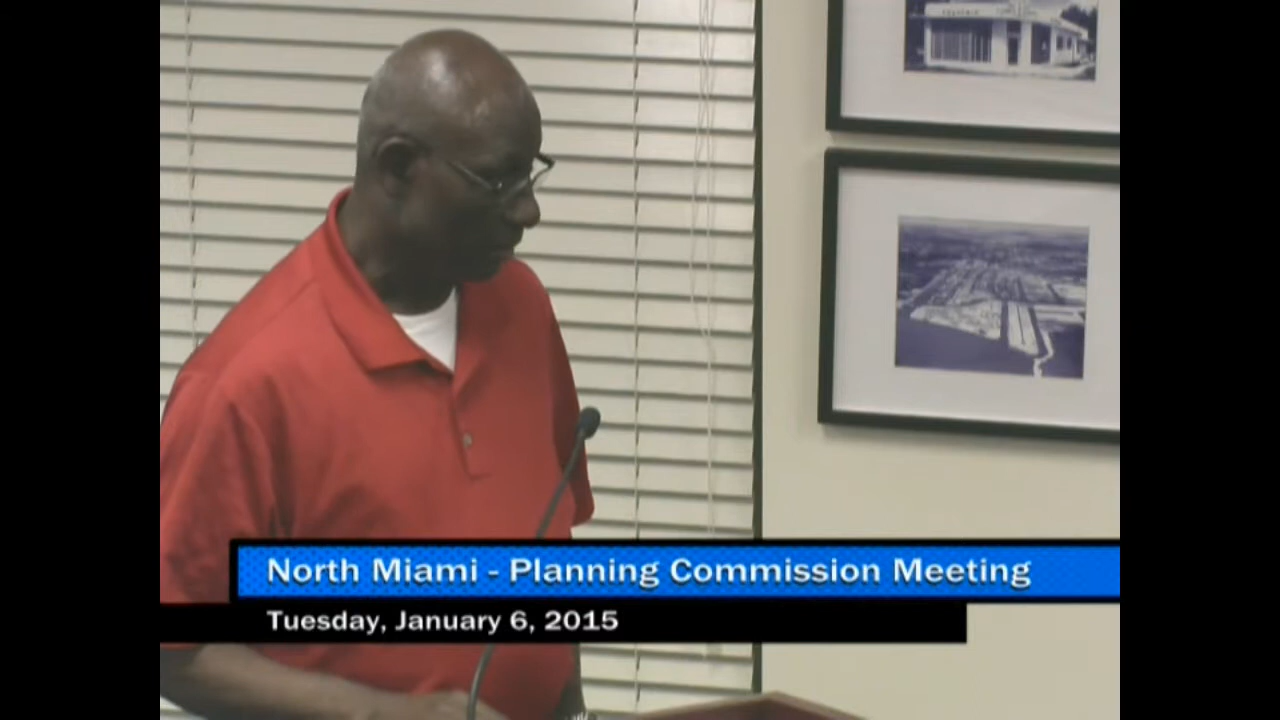 North Miami - Planning Commission Meeting
Tuesday, January 6, 2015